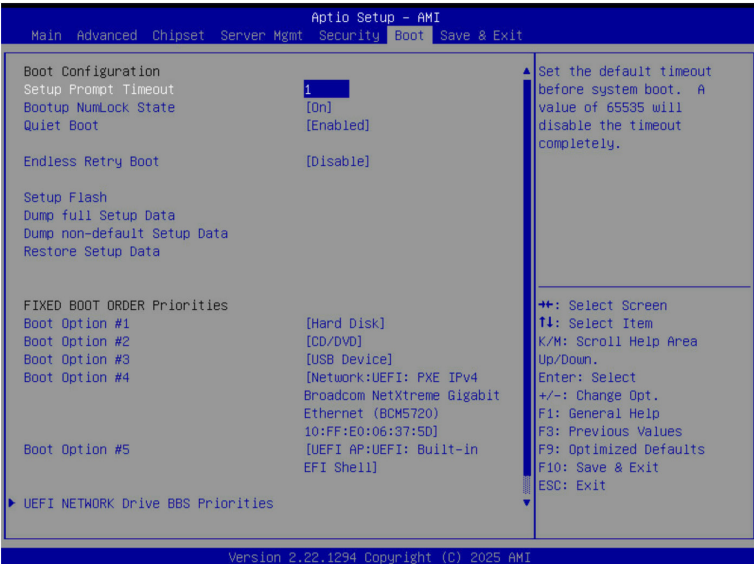 Aptio Setup – AMI
Main Advanced Chipset Server Mgmt Security Boot Save & Exit
Boot Configuration
Setup Prompt Timeout 1
Bootup NumLock State [On]
Quiet Boot [Enabled]
Endless Retry Boot [Disable]
Setup Flash
Dump full Setup Data
Dump non-default Setup Data
Restore Setup Data
FIXED BOOT ORDER Priorities
Boot Option #1 [Hard Disk]
Boot Option #2 [CD/DVD]
Boot Option #3 [USB Device]
Boot Option #4 [Network:UEFI: PXE IPv4
Broadcom NetXtreme Gigabit
Ethernet (BCM5720)
10:FF:E0:06:37:5D]
Boot Option #5 [UEFI AP:UEFI: Built-in
EFI Shell]
UEFI NETWORK Drive BBS Priorities
Set the default timeout
before system boot. A
value of 65535 will
disable the timeout
completely.
→←: Select Screen
↑↓: Select Item
K/M: Scroll Help Area
Up/Down.
Enter: Select
+/-: Change Opt.
F1: General Help
F3: Previous Values
F9: Optimized Defaults
F10: Save & Exit
ESC: Exit
Version 2.22.1294 Copyright (C) 2025 AMI